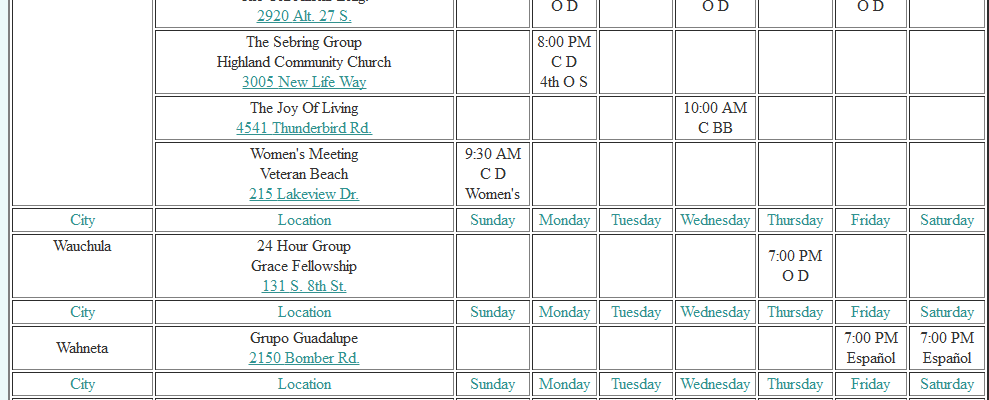 2920 Alt. 27 S.
O D
O D
O D
The Sebring Group
Highland Community Church
3005 New Life Way
8:00 PM
C D
4th O S
The Joy Of Living
4541 Thunderbird Rd.
10:00 AM
C BB
Women's Meeting
Veteran Beach
215 Lakeview Dr.
9:30 AM
C D
Women's
City Location Sunday Monday Tuesday Wednesday Thursday Friday Saturday
Wauchula
24 Hour Group
Grace Fellowship
131 S. 8th St.
7:00 PM
O D
City Location Sunday Monday Tuesday Wednesday Thursday Friday Saturday
Wahneta
Grupo Guadalupe
2150 Bomber Rd.
7:00 PM
Español
7:00 PM
Español
City Location Sunday Monday Tuesday Wednesday Thursday Friday Saturday